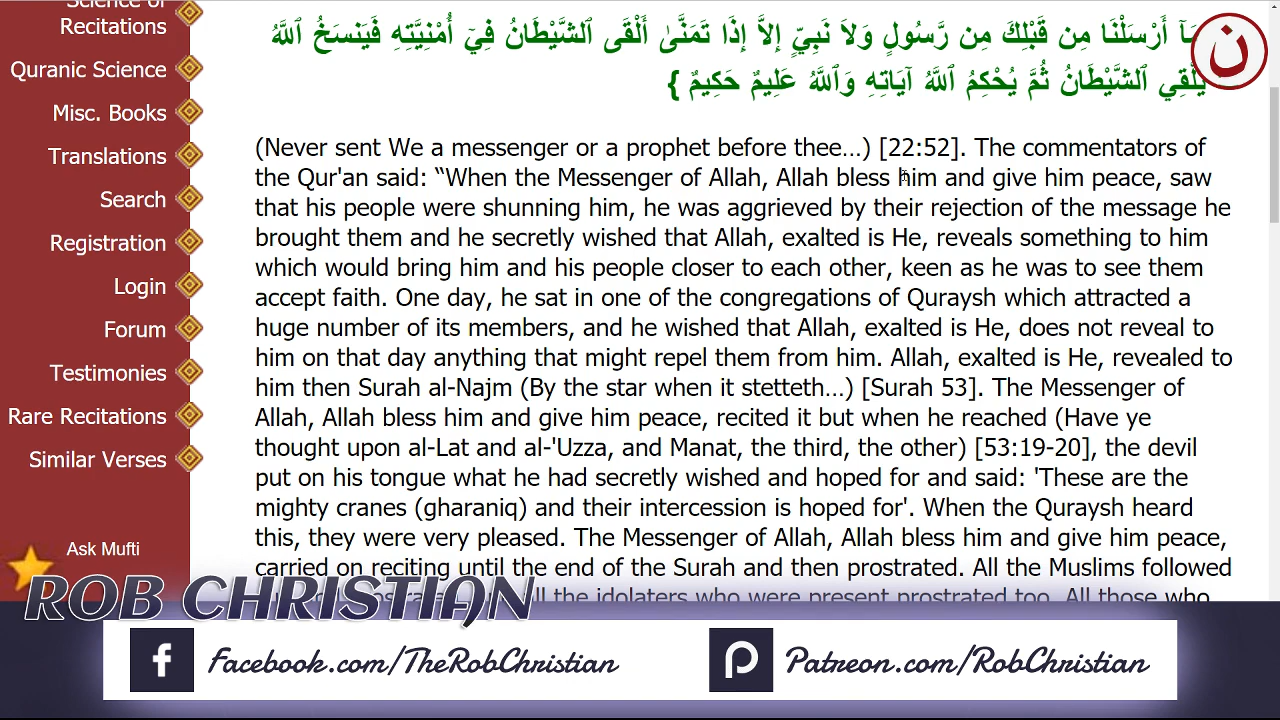 Science of
Recitations
Quranic Science
Misc. Books
Translations
Search
Registration
Login
Forum
Testimonies
Rare Recitations
Similar Verses
Ask Mufti
مَآ أَرْسَلْنَا مِن قَبْلِكَ مِن رَّسُولٍ وَلاَ نَبِيٍّ إِلاَّ إِذَا تَمَنَّىٰ أَلْقَى ٱلشَّيْطَانُ فِيۤ أُمْنِيَّتِهِ فَيَنسَخُ ٱللَّهُ
يُلْقِي ٱلشَّيْطَانُ ثُمَّ يُحْكِمُ ٱللَّهُ آيَاتِهِ وَٱللَّهُ عَلِيمٌ حَكِيمٌ }
ن
(Never sent We a messenger or a prophet before thee…) [22:52]. The commentators of
the Qur'an said: “When the Messenger of Allah, Allah bless him and give him peace, saw
that his people were shunning him, he was aggrieved by their rejection of the message he
brought them and he secretly wished that Allah, exalted is He, reveals something to him
which would bring him and his people closer to each other, keen as he was to see them
accept faith. One day, he sat in one of the congregations of Quraysh which attracted a
huge number of its members, and he wished that Allah, exalted is He, does not reveal to
him on that day anything that might repel them from him. Allah, exalted is He, revealed to
him then Surah al-Najm (By the star when it stetteth…) [Surah 53]. The Messenger of
Allah, Allah bless him and give him peace, recited it but when he reached (Have ye
thought upon al-Lat and al-'Uzza, and Manat, the third, the other) [53:19-20], the devil
put on his tongue what he had secretly wished and hoped for and said: 'These are the
mighty cranes (gharaniq) and their intercession is hoped for'. When the Quraysh heard
this, they were very pleased. The Messenger of Allah, Allah bless him and give him peace,
carried on reciting until the end of the Surah and then prostrated. All the Muslims followed
all the idolaters who were present prostrated too. All those who
ROB CHRISTIAN
Facebook.com/TheRobChristian
Patreon.com/RobChristian